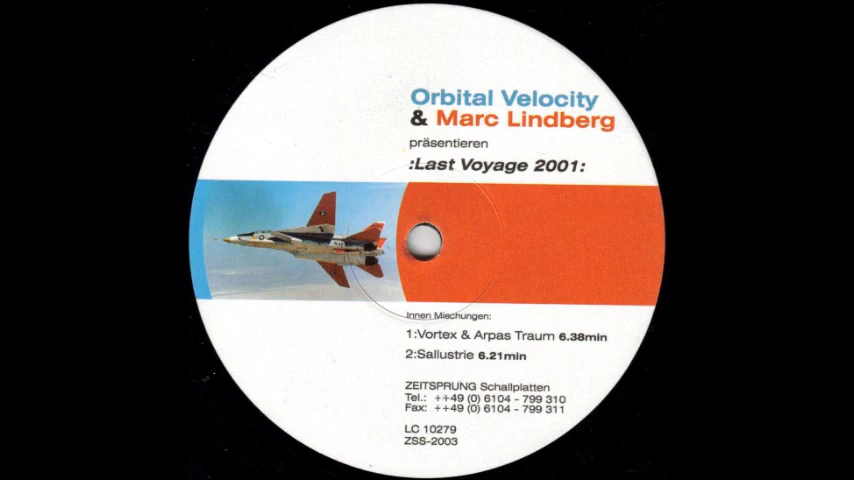 Orbital Velocity
& Marc Lindberg
präsentieren
:Last Voyage 2001:
Innen Mischungen:
1:Vortex & Arpas Traum 6.38min
2:Sallustrie 6.21min
ZEITSPRUNG Schallplatten
Tel.: ++49 (0) 6104 - 799 310
Fax: ++49 (0) 6104 - 799 311
LC 10279
ZSS-2003